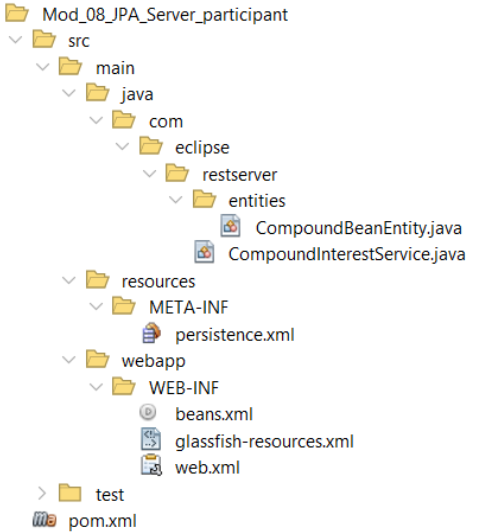 Mod_08_JPA_Server_participant
src
main
java
com
eclipse
restserver
entities
CompoundBeanEntity.java
CompoundInterestService.java
resources
META-INF
persistence.xml
webapp
WEB-INF
beans.xml
glassfish-resources.xml
web.xml
test
pom.xml